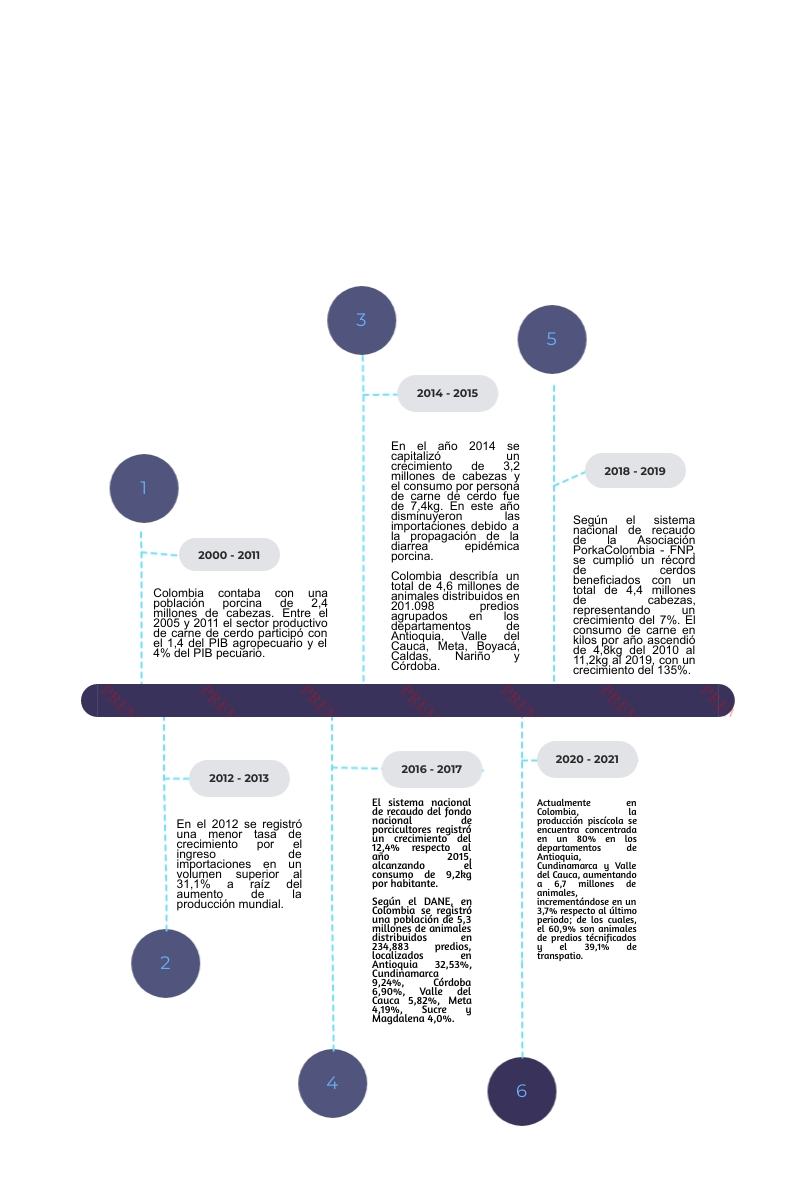 1
2000 - 2011
Colombia contaba con una
población porcina de 2,4
millones de cabezas. Entre el
2005 y 2011 el sector productivo
de carne de cerdo participó con
el 1,4 del PIB agropecuario y el
4% del PIB pecuario.
3
2014 - 2015
En el año 2014 se
capitalizó un
crecimiento de 3,2
millones de cabezas y
el consumo por persona
de carne de cerdo fue
de 7,4kg. En este año
disminuyeron las
importaciones debido a
la propagación de la
diarrea epidémica
porcina.
Colombia describía un
total de 4,6 millones de
animales distribuidos en
201.098 predios
agrupados en los
departamentos de
Antioquia, Valle del
Cauca, Meta, Boyacá,
Caldas, Nariño y
Córdoba.
5
2018 - 2019
Según el sistema
nacional de recaudo
de la Asociación
PorkaColombia - FNP,
se cumplió un récord
de cerdos
beneficiados con un
total de 4,4 millones
de cabezas,
representando un
crecimiento del 7%. El
consumo de carne en
kilos por año ascendió
de 4,8kg del 2010 al
11,2kg al 2019, con un
crecimiento del 135%.
2012 - 2013
En el 2012 se registró
una menor tasa de
crecimiento por el
ingreso de
importaciones en un
volumen superior al
31,1% a raíz del
aumento de la
producción mundial.
2
2016 - 2017
El sistema nacional
de recaudo del fondo
nacional de
porcicultores registró
un crecimiento del
12,4% respecto al
año 2015,
alcanzando el
consumo de 9,2kg
por habitante.
Según el DANE, en
Colombia se registró
una población de 5,3
millones de animales
distribuidos en
234,883 predios,
localizados en
Antioquia 32,53%,
Cundinamarca
9,24%, Córdoba
6,90%, Valle del
Cauca 5,82%, Meta
4,19%, Sucre y
Magdalena 4,0%.
4
2020 - 2021
Actualmente en
Colombia, la
producción piscícola se
encuentra concentrada
en un 80% en los
departamentos de
Antioquia,
Cundinamarca y Valle
del Cauca, aumentando
a 6,7 millones de
animales,
incrementándose en un
3,7% respecto al último
periodo; de los cuales,
el 60,9% son animales
de predios técnificados
y el 39,1% de
transpatio.
6